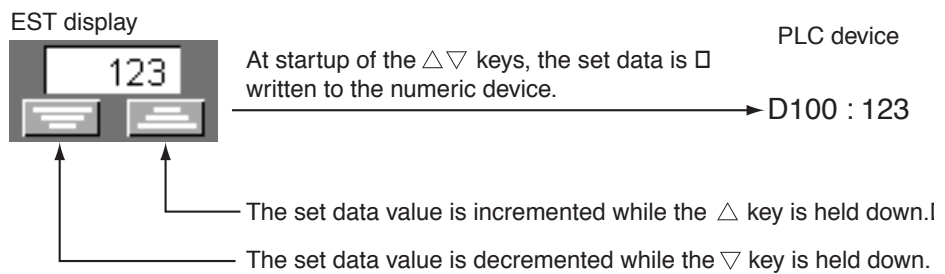 EST display
123
At startup of the △▽ keys, the set data is □
written to the numeric device.
PLC device
D100 : 123
The set data value is incremented while the △ key is held down.
The set data value is decremented while the ▽ key is held down.